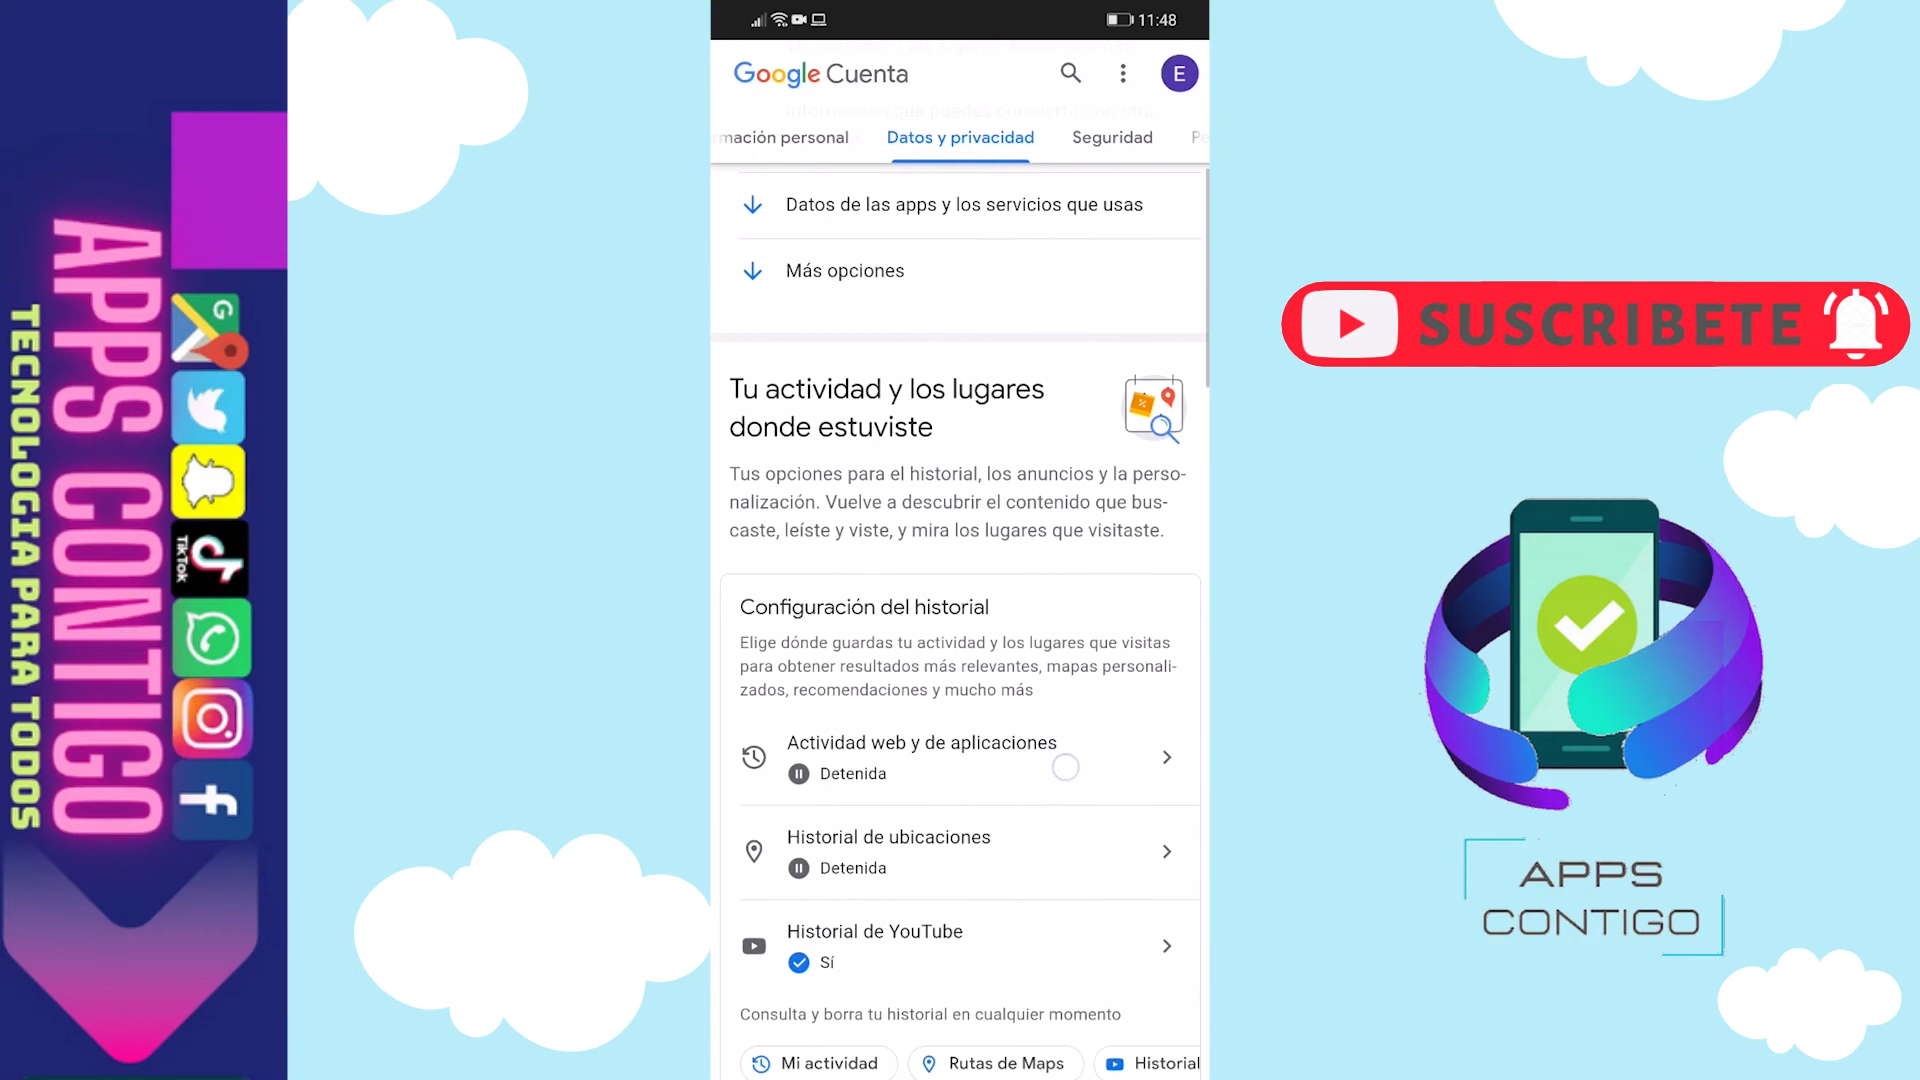 APPS CONTIGO
TECNOLOGIA PARA TODOS
G
TikTok
11:48
Google Cuenta
E
rmación personal
Datos y privacidad
Seguridad
Datos de las apps y los servicios que usas
Más opciones
Tu actividad y los lugares
donde estuviste
Tus opciones para el historial, los anuncios y la perso-
nalización. Vuelve a descubrir el contenido que bus-
caste, leíste y viste, y mira los lugares que visitaste.
Configuración del historial
Elige dónde guardas tu actividad y los lugares que visitas
para obtener resultados más relevantes, mapas personali-
zados, recomendaciones y mucho más
Actividad web y de aplicaciones
Detenida
Historial de ubicaciones
Detenida
Historial de YouTube
Sí
Consulta y borra tu historial en cualquier momento
Mi actividad
Rutas de Maps
Historial
SUSCRIBETE
APPS
CONTIGO